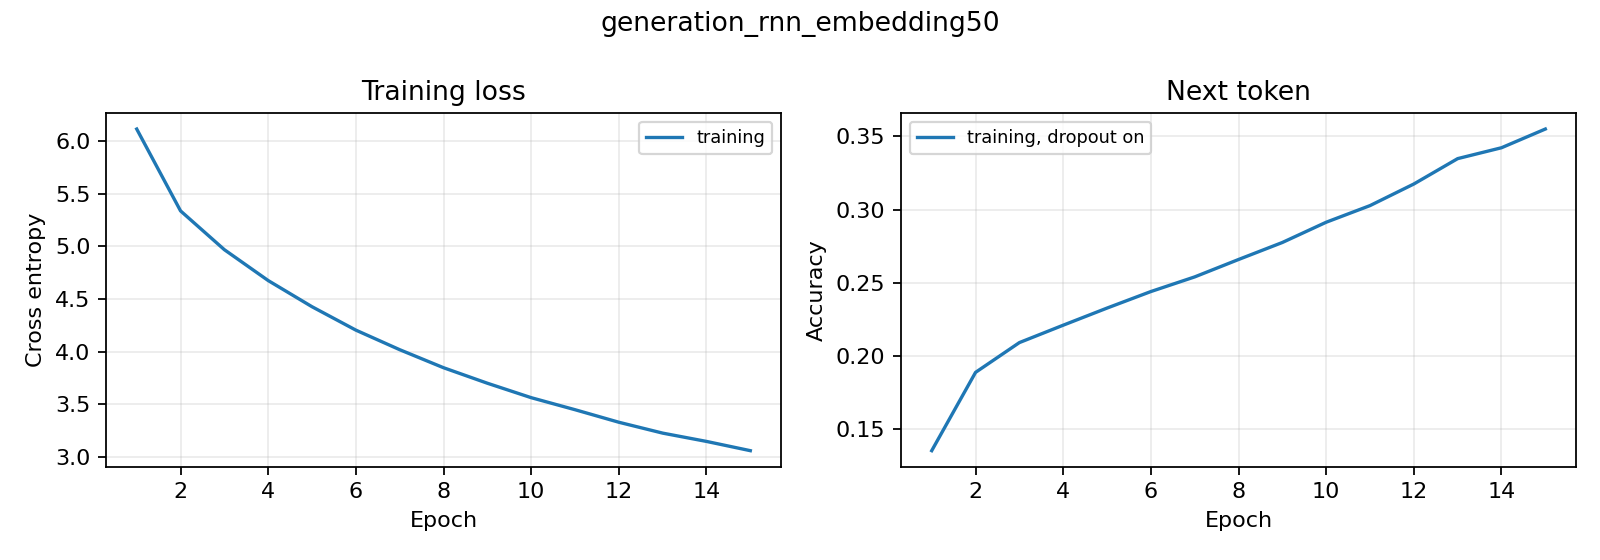 generation_rnn_embedding50
Training loss
Cross entropy
6.0
5.5
5.0
4.5
4.0
3.5
3.0
training
2 4 6 8 10 12 14
Epoch
Next token
Accuracy
0.35
0.30
0.25
0.20
0.15
training, dropout on
2 4 6 8 10 12 14
Epoch